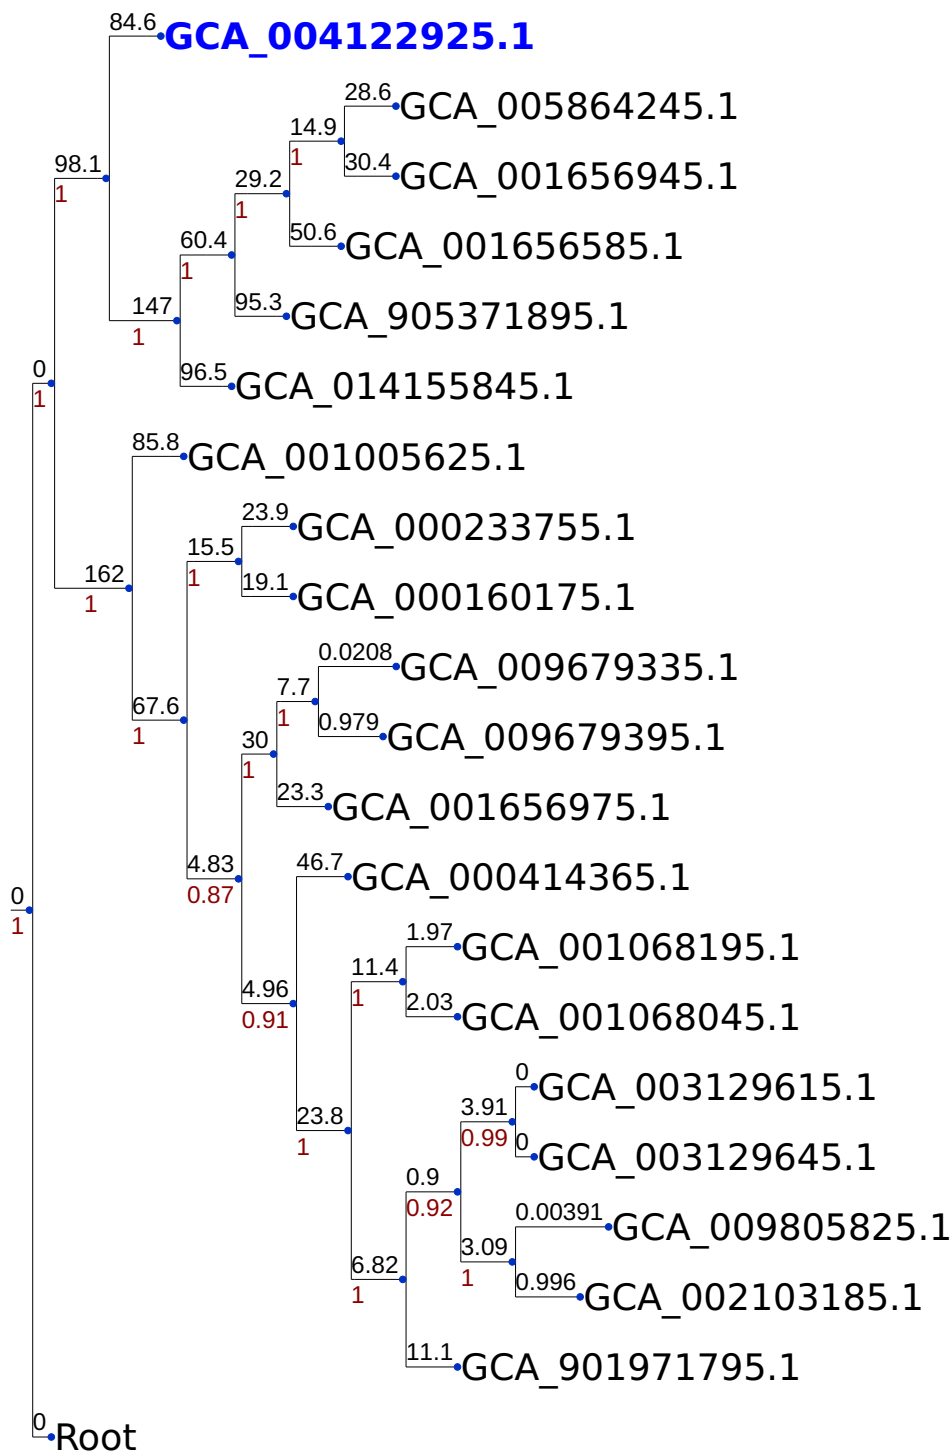 84.6
GCA_004122925.1
28.6
GCA_005864245.1
14.9
1
30.4
GCA_001656945.1
98.1
1
29.2
1
50.6
GCA_001656585.1
60.4
1
95.3
GCA_905371895.1
147
1
96.5
GCA_014155845.1
0
1
85.8
GCA_001005625.1
23.9
GCA_000233755.1
15.5
1
19.1
GCA_000160175.1
162
1
0.0208
GCA_009679335.1
7.7
1
0.979
GCA_009679395.1
67.6
1
30
1
23.3
GCA_001656975.1
4.83
0.87
46.7
GCA_000414365.1
0
1
1.97
GCA_001068195.1
11.4
1
4.96
0.91
2.03
GCA_001068045.1
0
GCA_003129615.1
3.91
0.99
23.8
1
0
GCA_003129645.1
0.9
0.92
0.00391
GCA_009805825.1
3.09
1
6.82
1
0.996
GCA_002103185.1
11.1
GCA_901971795.1
0
Root